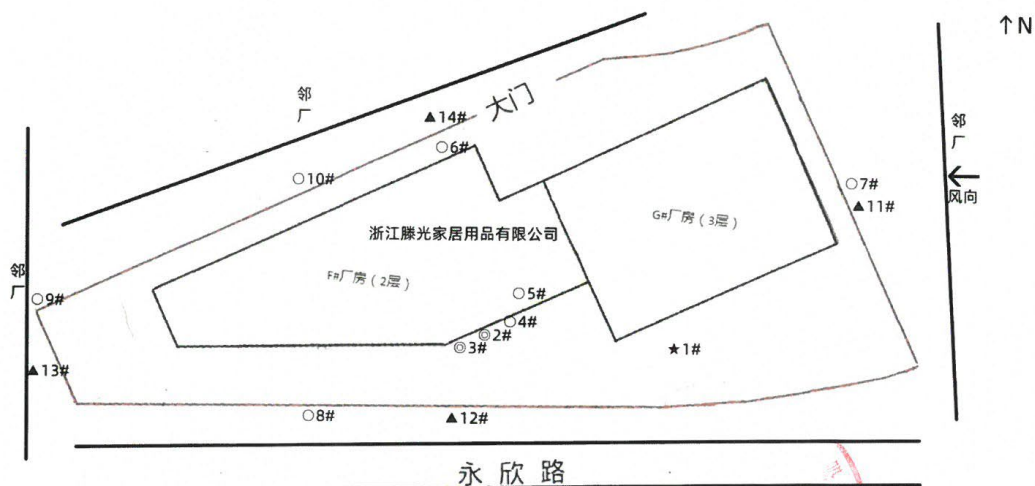 ↑N
邻厂
大门
▲14#
○6#
○10#
邻厂
○7#
风向
▲11#
G#厂房（3层）
浙江滕光家居用品有限公司
F#厂房（2层）
邻厂
○9#
○5#
○4#
◎2#
◎3#
★1#
▲13#
○8#
▲12#
永欣路